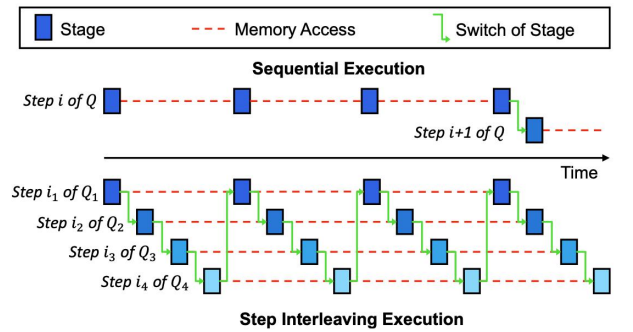 Stage Memory Access Switch of Stage
Sequential Execution
Step i of Q
Step i+1 of Q
Time
Step i₁ of Q₁
Step i₂ of Q₂
Step i₃ of Q₃
Step i₄ of Q₄
Step Interleaving Execution